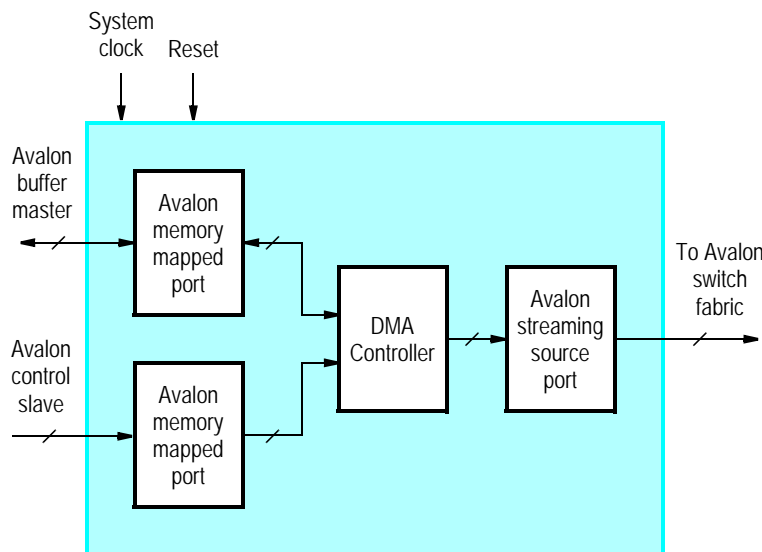 System
clock
Reset
Avalon
buffer
master
Avalon
memory
mapped
port
To Avalon
switch
fabric
DMA
Controller
Avalon
streaming
source
port
Avalon
control
slave
Avalon
memory
mapped
port